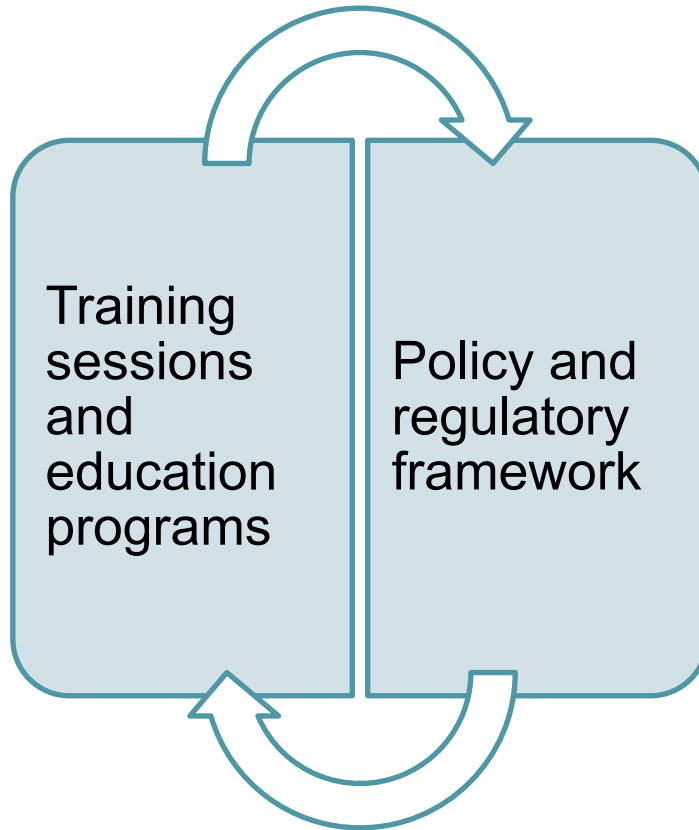 Training
sessions
and
education
programs
Policy and
regulatory
framework